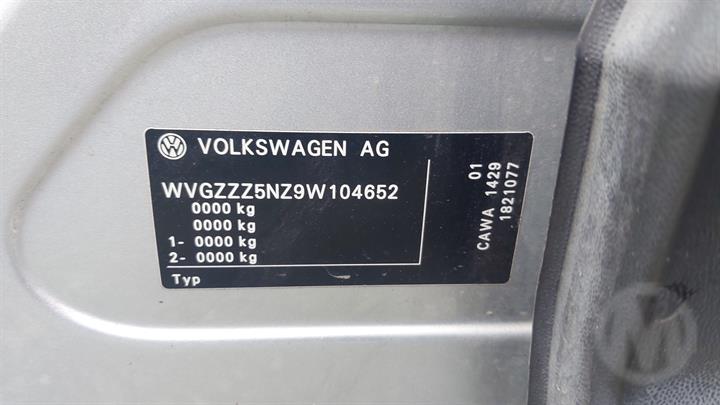 VOLKSWAGEN AG
WVGZZZ5NZ9W104652
0000 kg
0000 kg
1- 0000 kg
2- 0000 kg
Typ
01
CAWA 1429
1821077